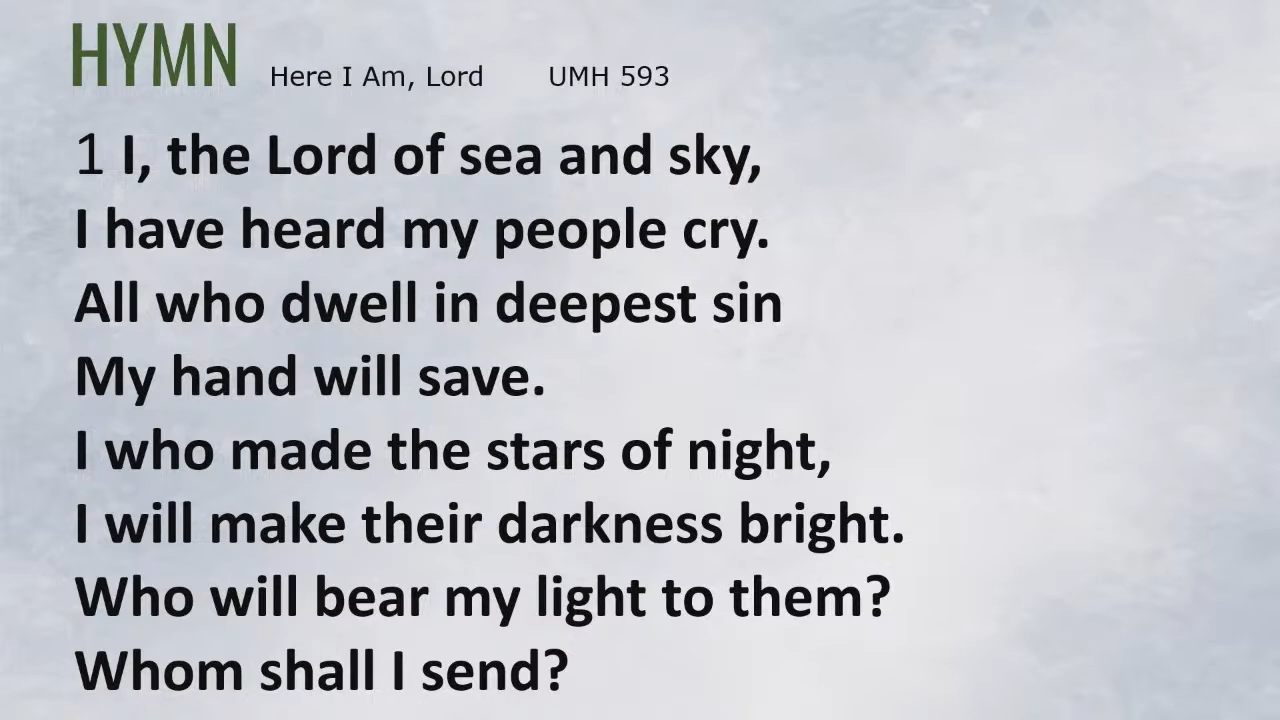 HYMN Here I Am, Lord UMH 593
1 I, the Lord of sea and sky,
I have heard my people cry.
All who dwell in deepest sin
My hand will save.
I who made the stars of night,
I will make their darkness bright.
Who will bear my light to them?
Whom shall I send?